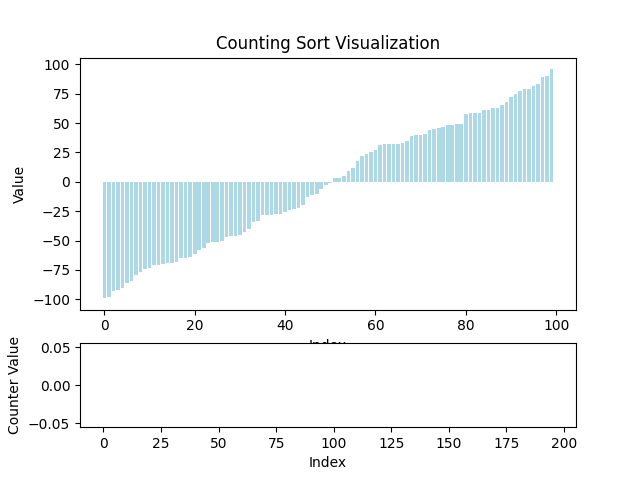 Counting Sort Visualization
Value
100
75
50
25
0
−25
−50
−75
−100
0 20 40 60 80 100
Index
Counter Value
0.05
0.00
−0.05
0 25 50 75 100 125 150 175 200
Index